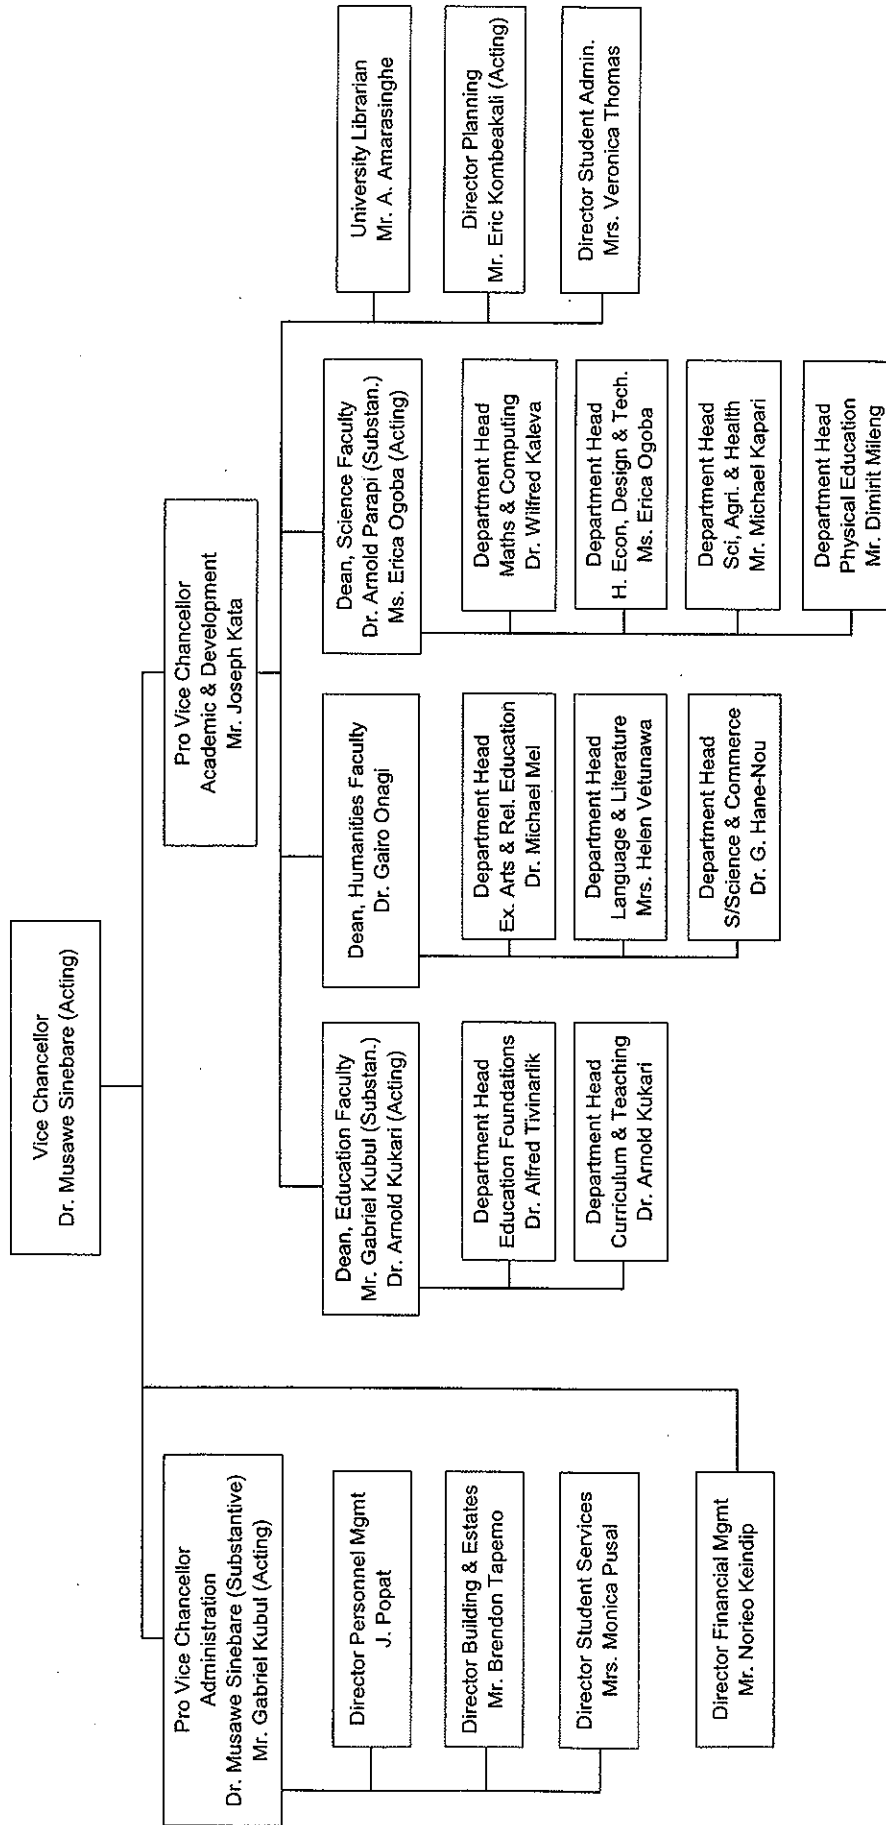 Vice Chancellor
Dr. Musawe Sinebare (Acting)
Pro Vice Chancellor
Administration
Dr. Musawe Sinebare (Substantive)
Mr. Gabriel Kubul (Acting)
Director Personnel Mgmt
J. Popat
Director Building & Estates
Mr. Brendon Tapemo
Director Student Services
Mrs. Monica Pusal
Director Financial Mgmt
Mr. Norieo Keindip
Pro Vice Chancellor
Academic & Development
Mr. Joseph Kata
Dean, Education Faculty
Mr. Gabriel Kubul (Substan.)
Dr. Arnold Kukari (Acting)
Department Head
Education Foundations
Dr. Alfred Tivinarlik
Department Head
Curriculum & Teaching
Dr. Arnold Kukari
Dean, Humanities Faculty
Dr. Gairo Onagi
Department Head
Ex. Arts & Rel. Education
Dr. Michael Mel
Department Head
Language & Literature
Mrs. Helen Vetunawa
Department Head
S/Science & Commerce
Dr. G. Hane-Nou
Dean, Science Faculty
Dr. Arnold Parapi (Substan.)
Ms. Erica Ogoba (Acting)
Department Head
Maths & Computing
Dr. Wilfred Kaleva
Department Head
H. Econ, Design & Tech.
Ms. Erica Ogoba
Department Head
Sci, Agri. & Health
Mr. Michael Kapari
Department Head
Physical Education
Mr. Dimirit Mileng
University Librarian
Mr. A. Amarasinghe
Director Planning
Mr. Eric Kombeakali (Acting)
Director Student Admin.
Mrs. Veronica Thomas